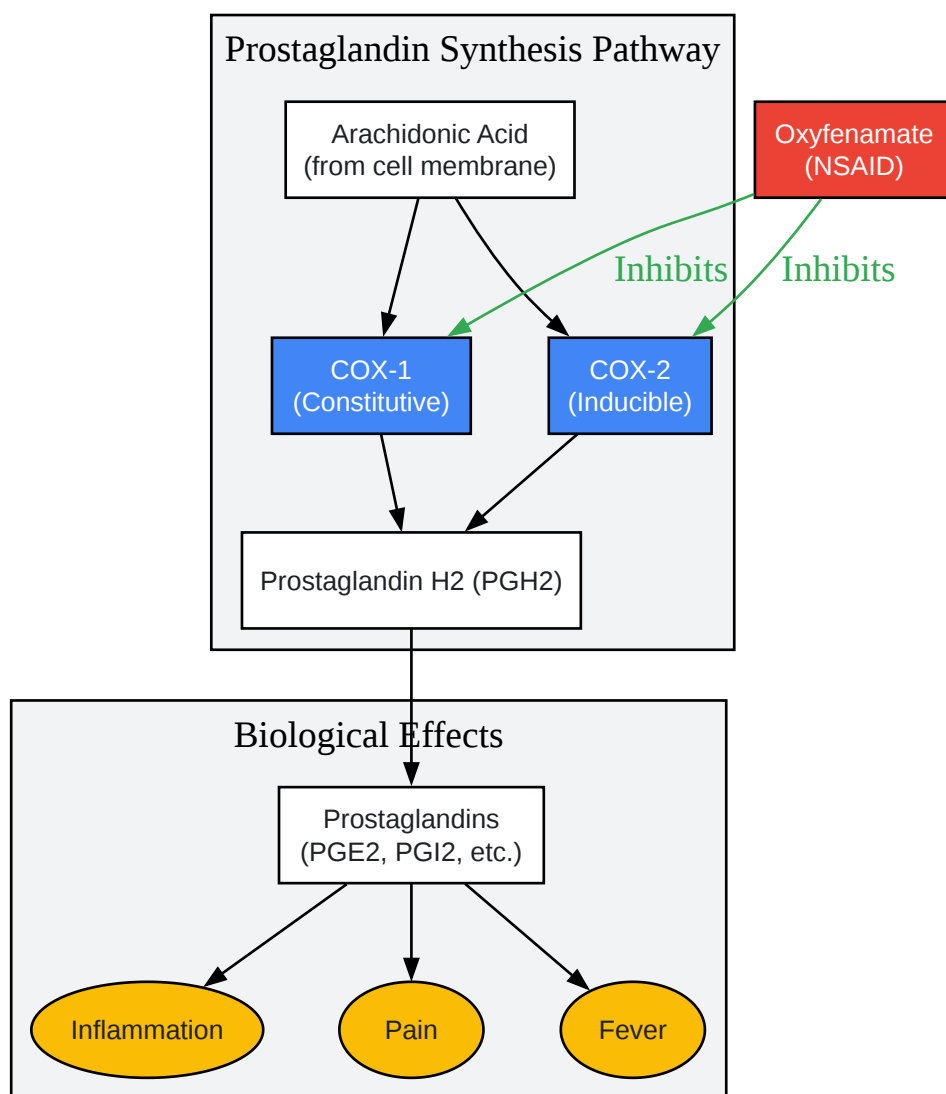 Prostaglandin Synthesis Pathway
Arachidonic Acid
(from cell membrane)
Oxyfenamate
(NSAID)
Inhibits
Inhibits
COX-1
(Constitutive)
COX-2
(Inducible)
Prostaglandin H2 (PGH2)
Biological Effects
Prostaglandins
(PGE2, PGI2, etc.)
Inflammation
Pain
Fever